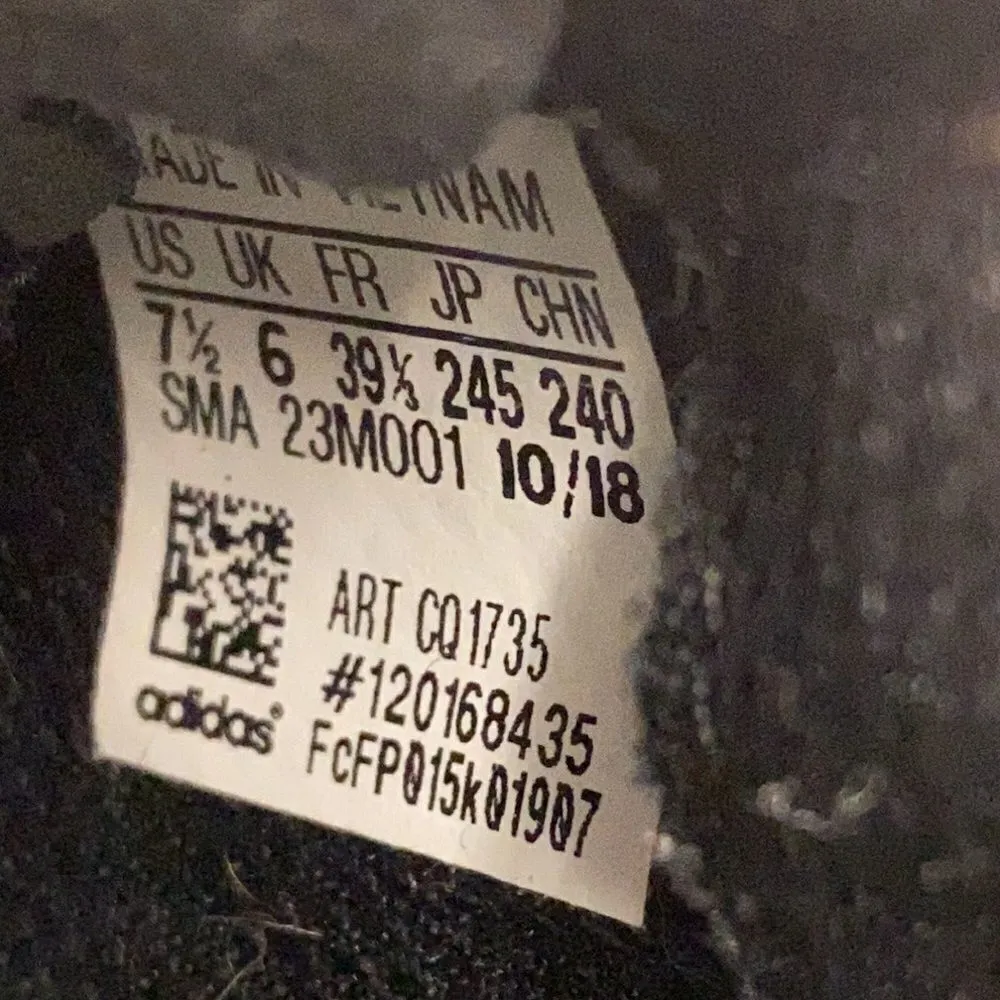 MADE IN VIETNAM
US UK FR JP CHN
7½ 6 39⅓ 245 240
SMA 23M001 10/18
ART CQ1735
#120168435
adidas® FcFP015k01907